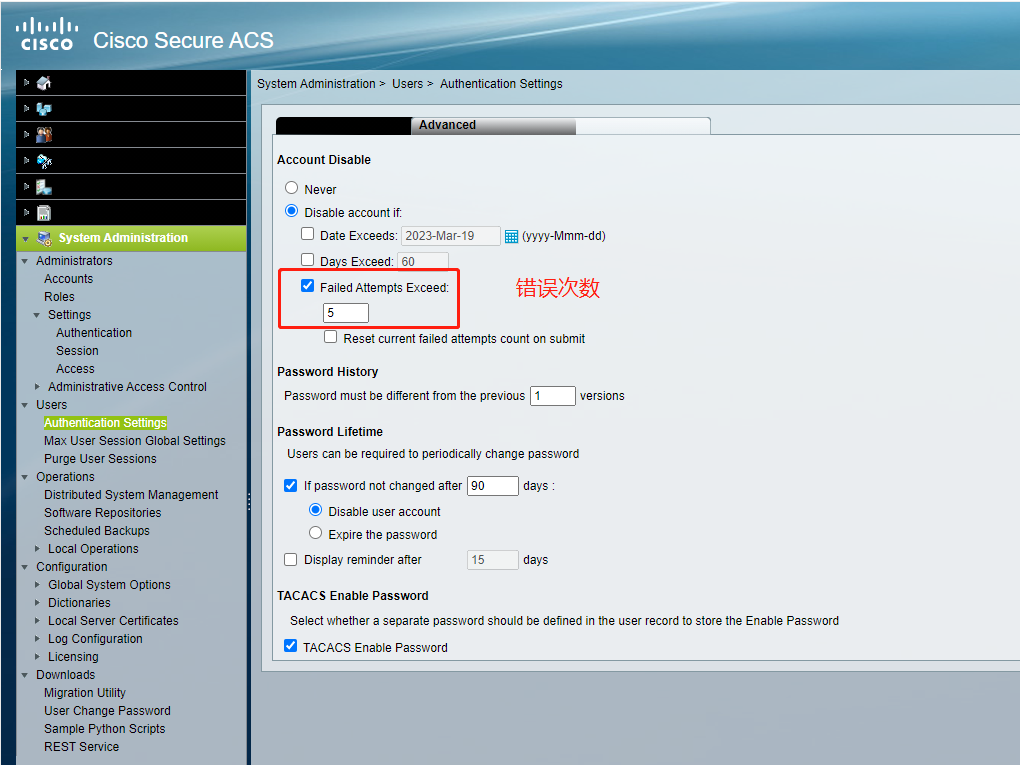 CISCO Cisco Secure ACS
System Administration > Users > Authentication Settings
System Administration
Administrators
Accounts
Roles
Settings
Authentication
Session
Access
Administrative Access Control
Users
Authentication Settings
Max User Session Global Settings
Purge User Sessions
Operations
Distributed System Management
Software Repositories
Scheduled Backups
Local Operations
Configuration
Global System Options
Dictionaries
Local Server Certificates
Log Configuration
Licensing
Downloads
Migration Utility
User Change Password
Sample Python Scripts
REST Service
Advanced
Account Disable
Never
Disable account if:
Date Exceeds: 2023-Mar-19 (yyyy-Mmm-dd)
Days Exceed: 60
Failed Attempts Exceed: 错误次数
5
Reset current failed attempts count on submit
Password History
Password must be different from the previous 1 versions
Password Lifetime
Users can be required to periodically change password
If password not changed after 90 days :
Disable user account
Expire the password
Display reminder after 15 days
TACACS Enable Password
Select whether a separate password should be defined in the user record to store the Enable Password
TACACS Enable Password